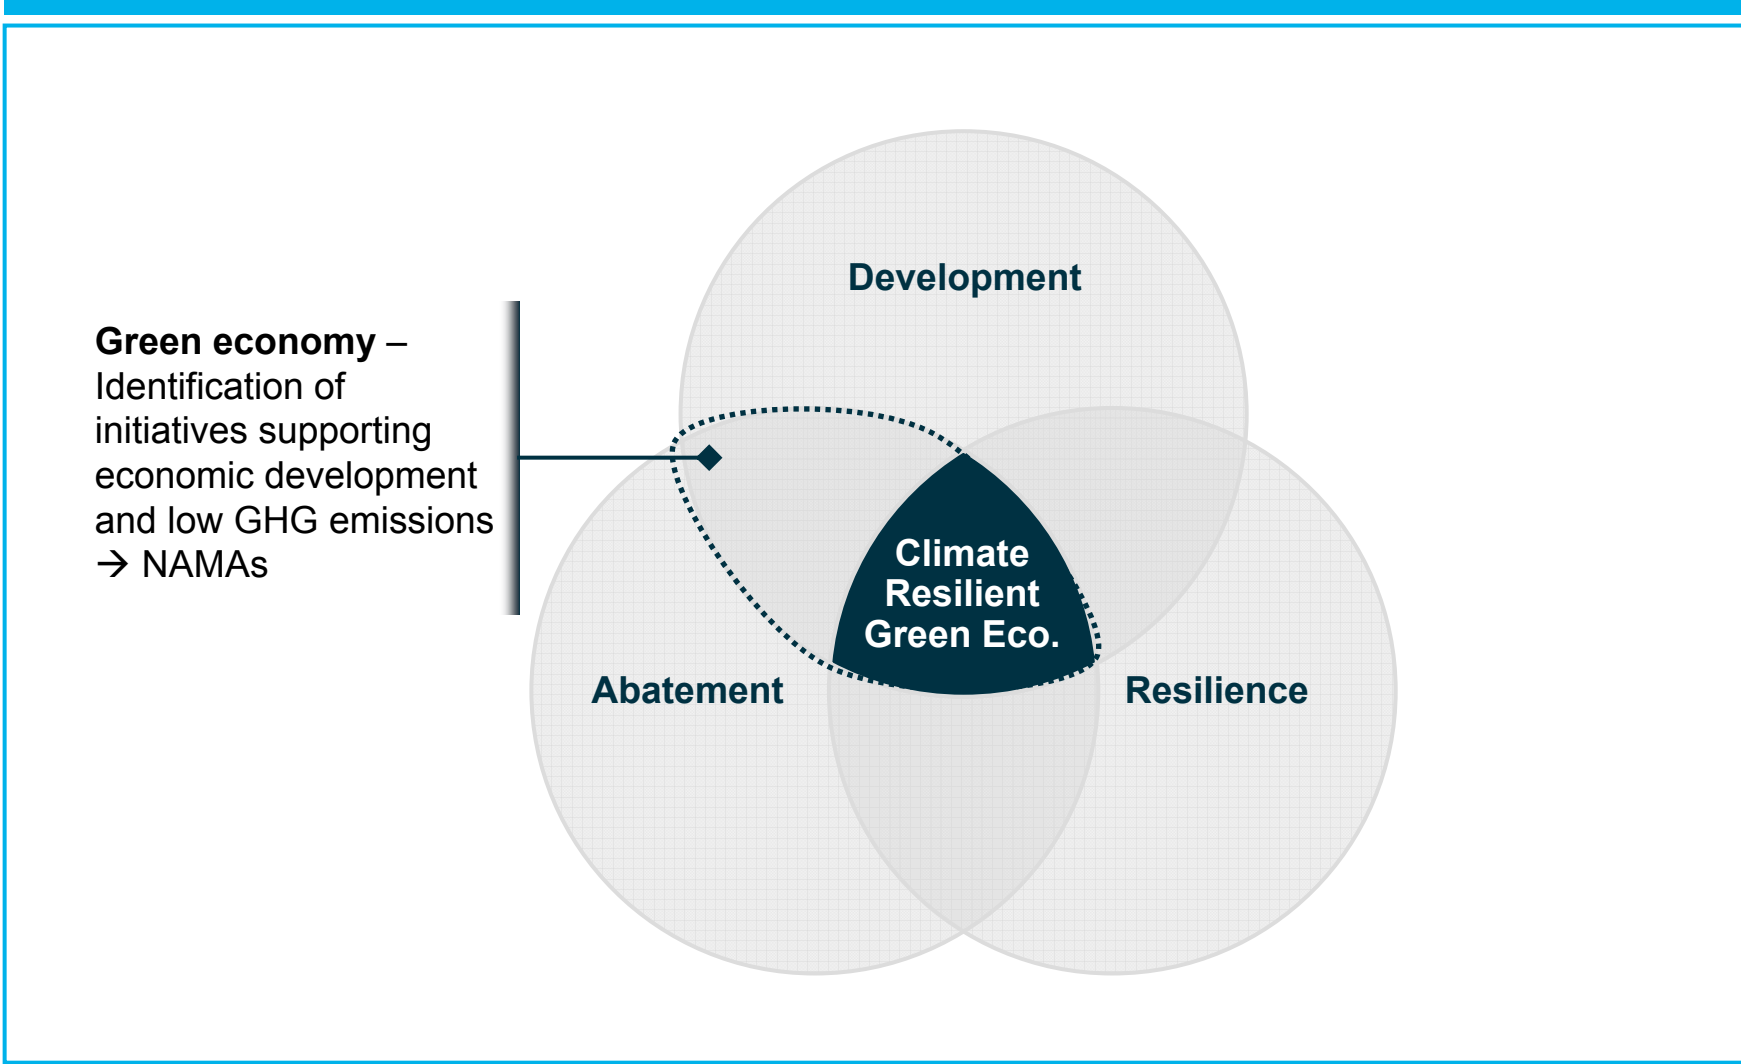 Development
Green economy –
Identification of
initiatives supporting
economic development
and low GHG emissions
→ NAMAs
Climate
Resilient
Green Eco.
Abatement
Resilience